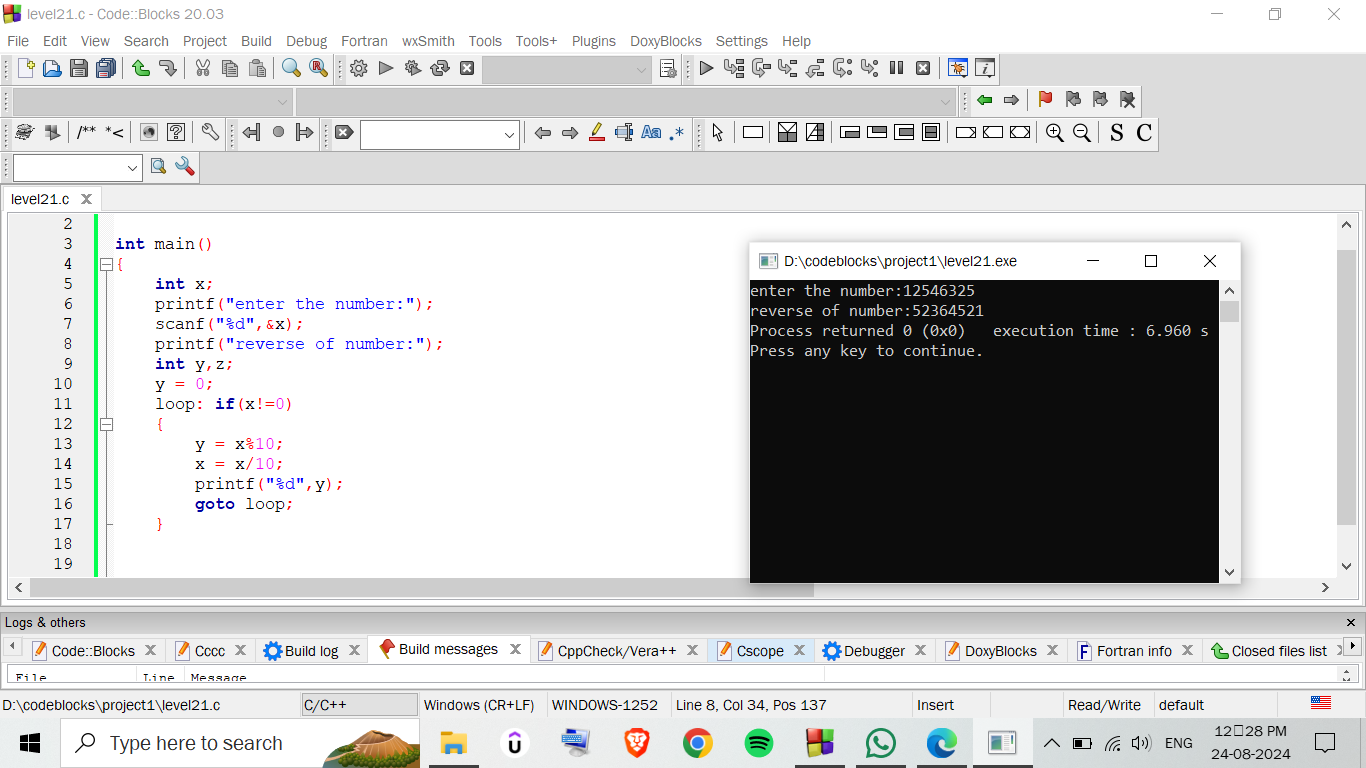 level21.c - Code::Blocks 20.03
File Edit View Search Project Build Debug Fortran wxSmith Tools Tools+ Plugins DoxyBlocks Settings Help
/** *<
Aa .*
S C
level21.c
2
3 int main()
4 {
5 int x;
6 printf("enter the number:");
7 scanf("%d",&x);
8 printf("reverse of number:");
9 int y,z;
10 y = 0;
11 loop: if(x!=0)
12 {
13 y = x%10;
14 x = x/10;
15 printf("%d",y);
16 goto loop;
17 }
18
19
D:\codeblocks\project1\level21.exe
enter the number:12546325
reverse of number:52364521
Process returned 0 (0x0)   execution time : 6.960 s
Press any key to continue.
Logs & others
Code::Blocks Cccc Build log Build messages CppCheck/Vera++ Cscope Debugger DoxyBlocks Fortran info Closed files list
File Line Message
D:\codeblocks\project1\level21.c C/C++ Windows (CR+LF) WINDOWS-1252 Line 8, Col 34, Pos 137 Insert Read/Write default
Type here to search
ENG
12□28 PM
24-08-2024